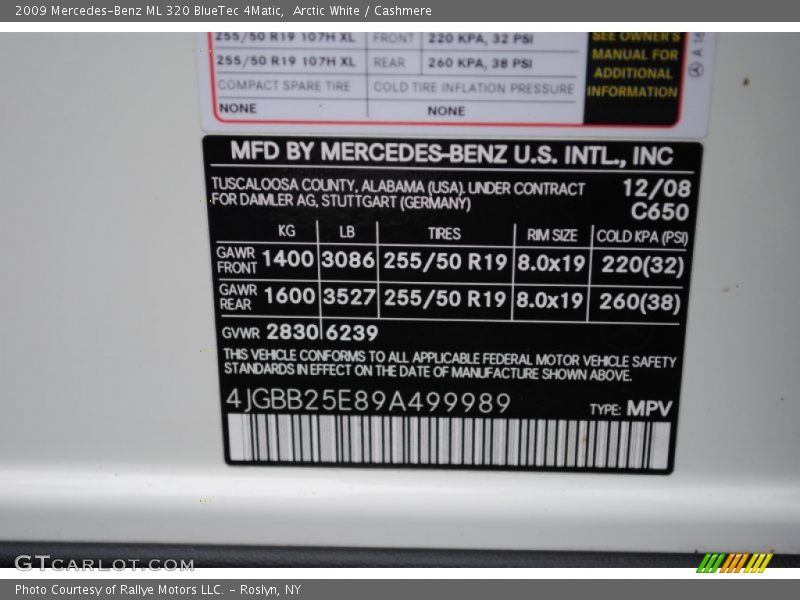 2009 Mercedes-Benz ML 320 BlueTec 4Matic, Arctic White / Cashmere
255/50 R19 107H XL FRONT 220 KPA, 32 PSI
255/50 R19 107H XL REAR 260 KPA, 38 PSI
COMPACT SPARE TIRE COLD TIRE INFLATION PRESSURE
NONE NONE
SEE OWNER'S
MANUAL FOR
ADDITIONAL
INFORMATION
MFD BY MERCEDES-BENZ U.S. INTL., INC
TUSCALOOSA COUNTY, ALABAMA (USA). UNDER CONTRACT 12/08
FOR DAIMLER AG, STUTTGART (GERMANY) C650
KG LB TIRES RIM SIZE COLD KPA (PSI)
GAWR FRONT 1400 3086 255/50 R19 8.0x19 220(32)
GAWR REAR 1600 3527 255/50 R19 8.0x19 260(38)
GVWR 2830 6239
THIS VEHICLE CONFORMS TO ALL APPLICABLE FEDERAL MOTOR VEHICLE SAFETY
STANDARDS IN EFFECT ON THE DATE OF MANUFACTURE SHOWN ABOVE.
4JGBB25E89A499989 TYPE: MPV
GTCARLOT.COM
Photo Courtesy of Rallye Motors LLC. - Roslyn, NY